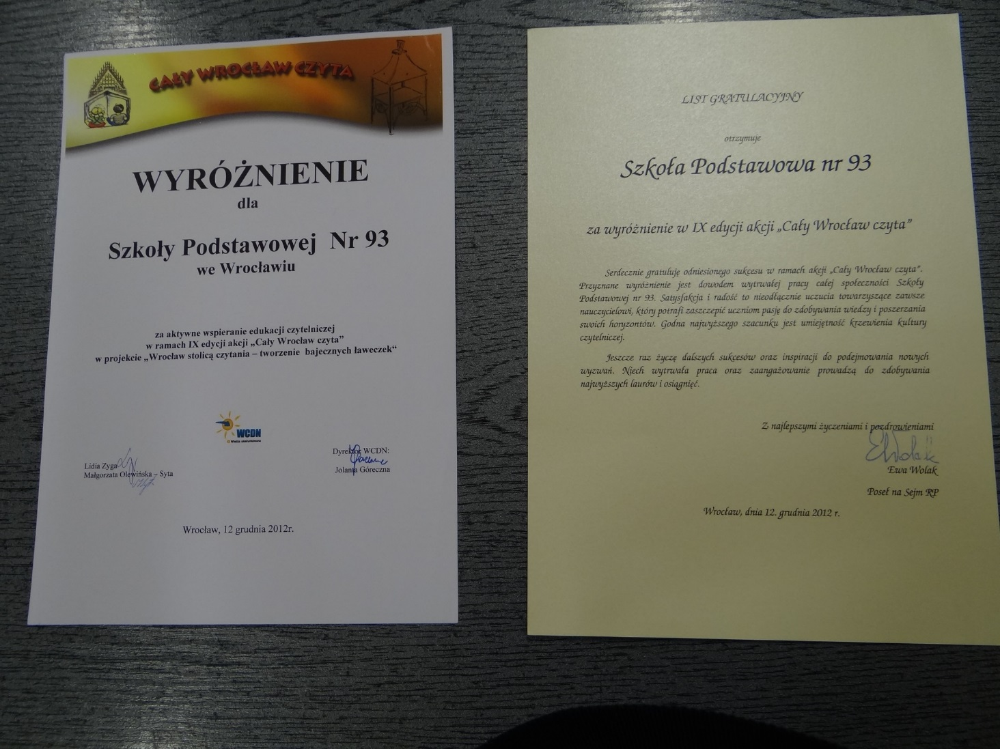 CAŁY WROCŁAW CZYTA
WYRÓŻNIENIE
dla
Szkoły Podstawowej Nr 93
we Wrocławiu
za aktywne wspieranie edukacji czytelniczej
w ramach IX edycji akcji „Cały Wrocław czyta”
w projekcie „Wrocław stolicą czytania – tworzenie bajecznych ławeczek“
WCDN
Lidia Zyga
Małgorzata Olewińska – Syta
Dyrektor WCDN:
Jolanta Góreczna
Wrocław, 12 grudnia 2012r.
LIST GRATULACYJNY
otrzymuje
Szkoła Podstawowa nr 93
za wyróżnienie w IX edycji akcji „Cały Wrocław czyta”
Serdecznie gratuluję odniesionego sukcesu w ramach akcji „Cały Wrocław czyta”.
Przyznane wyróżnienie jest dowodem wytrwałej pracy całej społeczności Szkoły
Podstawowej nr 93. Satysfakcja i radość to nieodłącznie uczucia towarzyszące zawsze
nauczycielowi, który potrafi zaszczepić uczniom pasję do zdobywania wiedzy i poszerzania
swoich horyzontów. Godna najwyższego szacunku jest umiejętność krzewienia kultury
czytelniczej.
Jeszcze raz życzę dalszych sukcesów oraz inspiracji do podejmowania nowych
wyzwań. Niech wytrwała praca oraz zaangażowanie prowadzą do zdobywania
najwyższych laurów i osiągnięć.
Z najlepszymi życzeniami i pozdrowieniami
EWolak
Ewa Wolak
Poseł na Sejm RP
Wrocław, dnia 12. grudnia 2012 r.